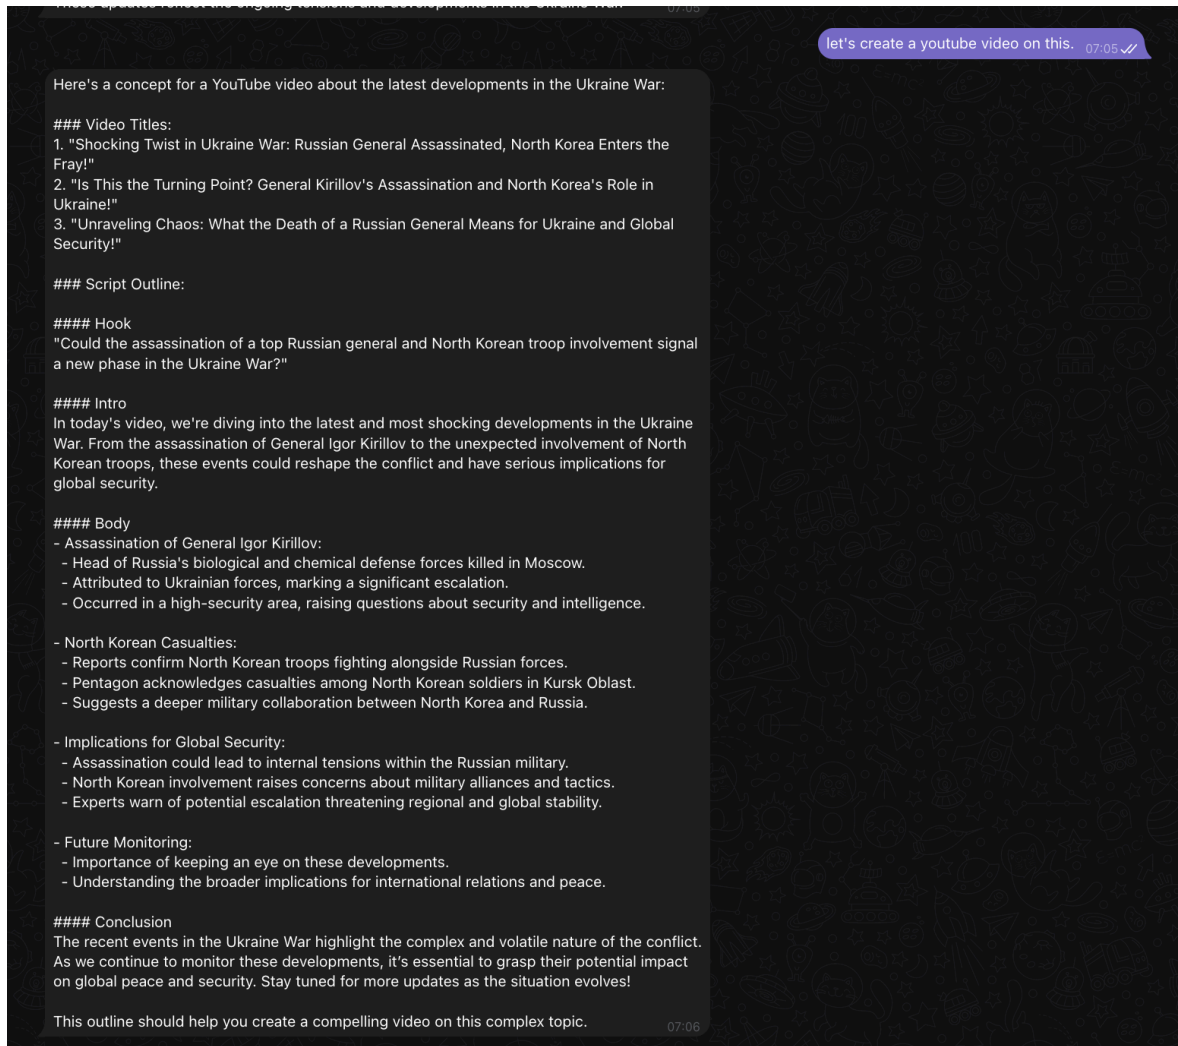 These updates reflect the ongoing tensions and developments in the Ukraine War. 07:05
let's create a youtube video on this. 07:05
Here's a concept for a YouTube video about the latest developments in the Ukraine War:
### Video Titles:
1. "Shocking Twist in Ukraine War: Russian General Assassinated, North Korea Enters the
Fray!"
2. "Is This the Turning Point? General Kirillov's Assassination and North Korea's Role in
Ukraine!"
3. "Unraveling Chaos: What the Death of a Russian General Means for Ukraine and Global
Security!"
### Script Outline:
#### Hook
"Could the assassination of a top Russian general and North Korean troop involvement signal
a new phase in the Ukraine War?"
#### Intro
In today's video, we're diving into the latest and most shocking developments in the Ukraine
War. From the assassination of General Igor Kirillov to the unexpected involvement of North
Korean troops, these events could reshape the conflict and have serious implications for
global security.
#### Body
- Assassination of General Igor Kirillov:
- Head of Russia's biological and chemical defense forces killed in Moscow.
- Attributed to Ukrainian forces, marking a significant escalation.
- Occurred in a high-security area, raising questions about security and intelligence.
- North Korean Casualties:
- Reports confirm North Korean troops fighting alongside Russian forces.
- Pentagon acknowledges casualties among North Korean soldiers in Kursk Oblast.
- Suggests a deeper military collaboration between North Korea and Russia.
- Implications for Global Security:
- Assassination could lead to internal tensions within the Russian military.
- North Korean involvement raises concerns about military alliances and tactics.
- Experts warn of potential escalation threatening regional and global stability.
- Future Monitoring:
- Importance of keeping an eye on these developments.
- Understanding the broader implications for international relations and peace.
#### Conclusion
The recent events in the Ukraine War highlight the complex and volatile nature of the conflict.
As we continue to monitor these developments, it's essential to grasp their potential impact
on global peace and security. Stay tuned for more updates as the situation evolves!
This outline should help you create a compelling video on this complex topic. 07:06